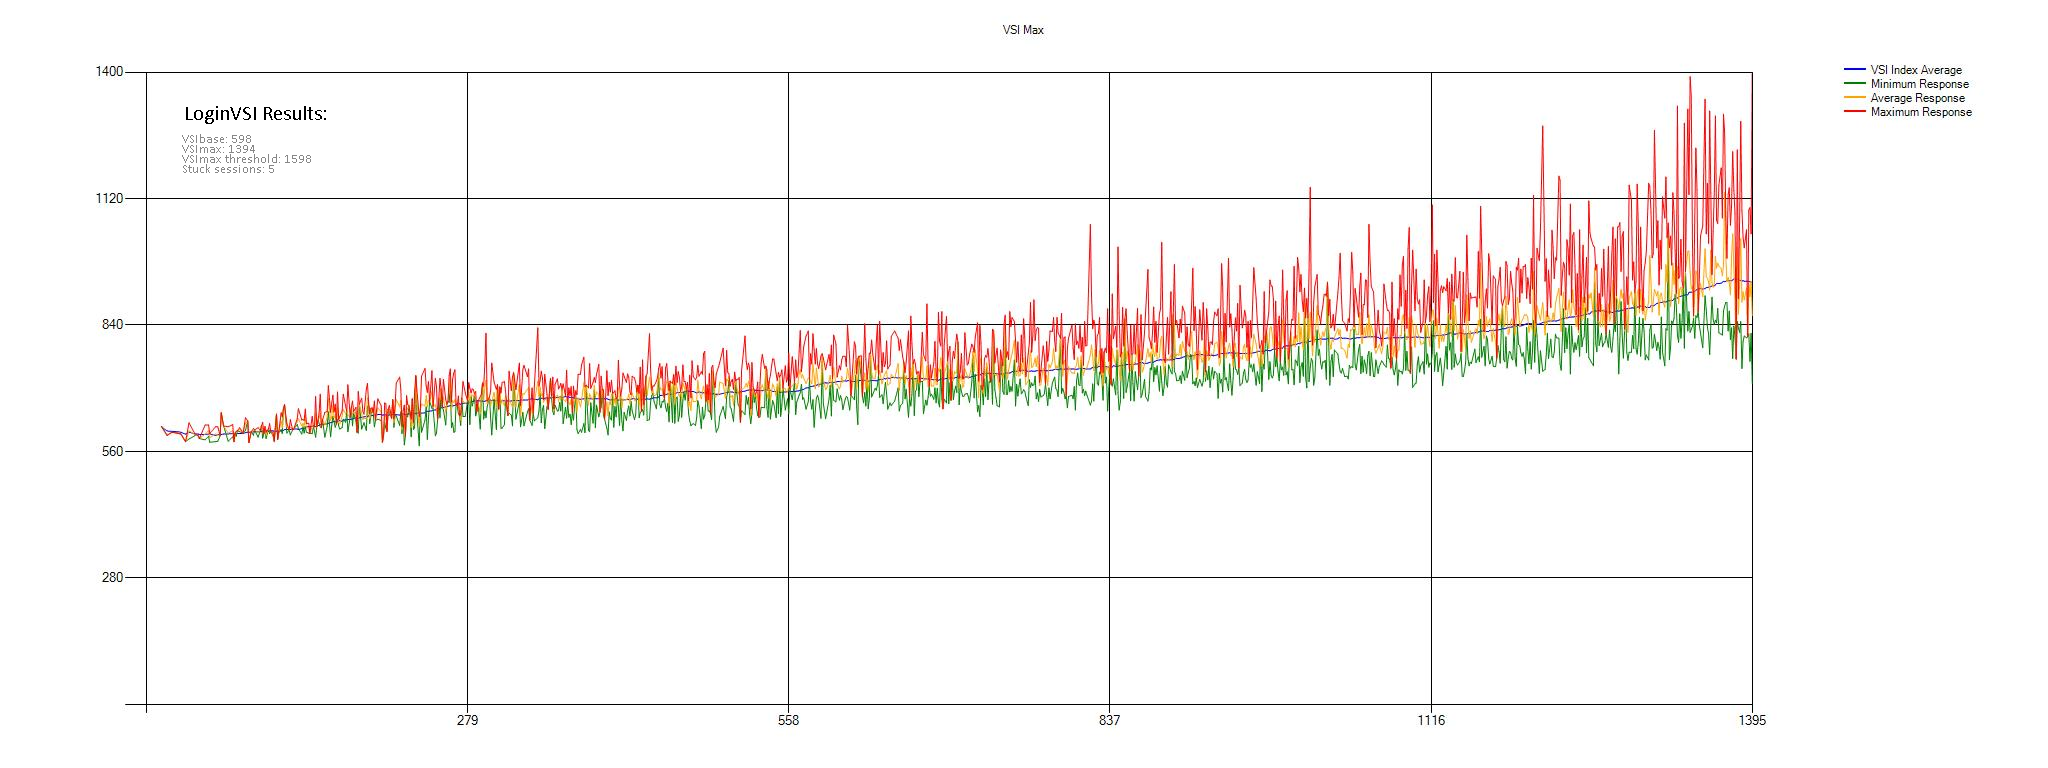 VSI Max
1400
1120
840
560
280
279
558
837
1116
1395
LoginVSI Results:
VSIbase: 598
VSImax: 1394
VSImax threshold: 1598
Stuck sessions: 5
VSI Index Average
Minimum Response
Average Response
Maximum Response